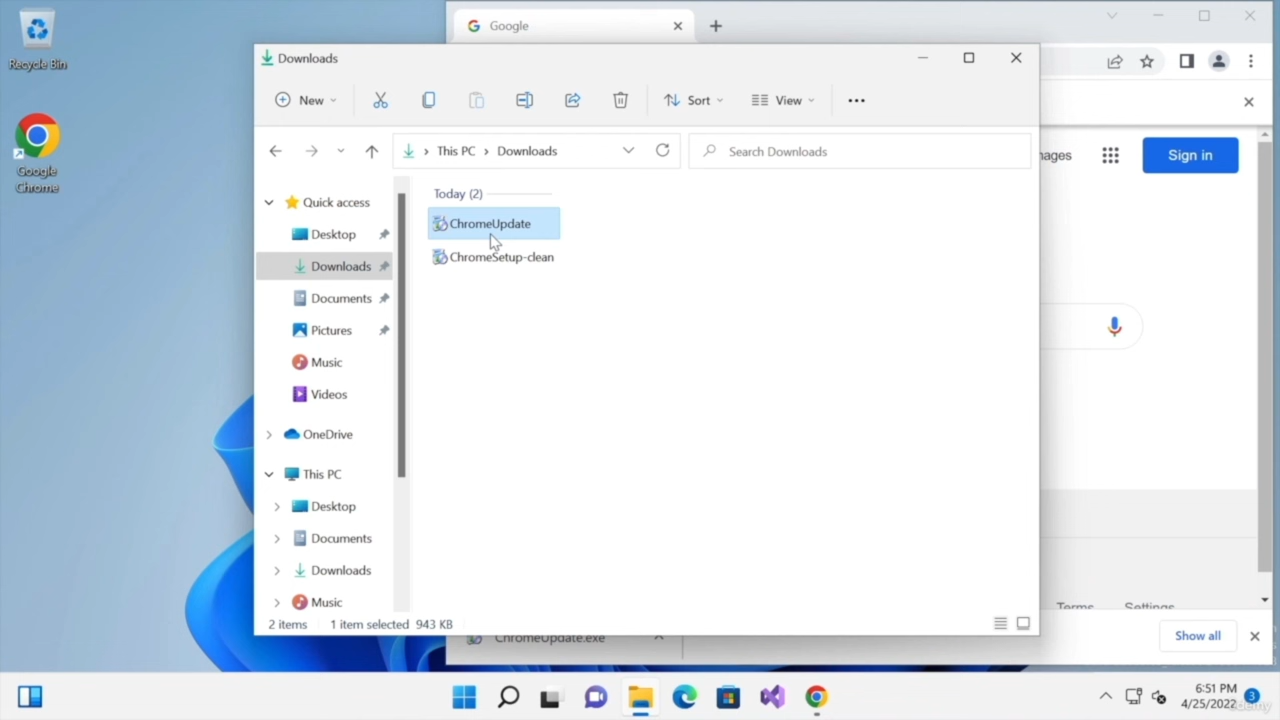 Recycle Bin
Google
Chrome
Google
Downloads
New
Sort
View
This PC
Downloads
Search Downloads
Sign in
Quick access
Desktop
Downloads
Documents
Pictures
Music
Videos
OneDrive
This PC
Desktop
Documents
Downloads
Music
Today (2)
ChromeUpdate
ChromeSetup-clean
2 items
1 item selected 943 KB
Terms
Settings
ChromeUpdate.exe
Show all
6:51 PM
4/25/2022
3
Udemy